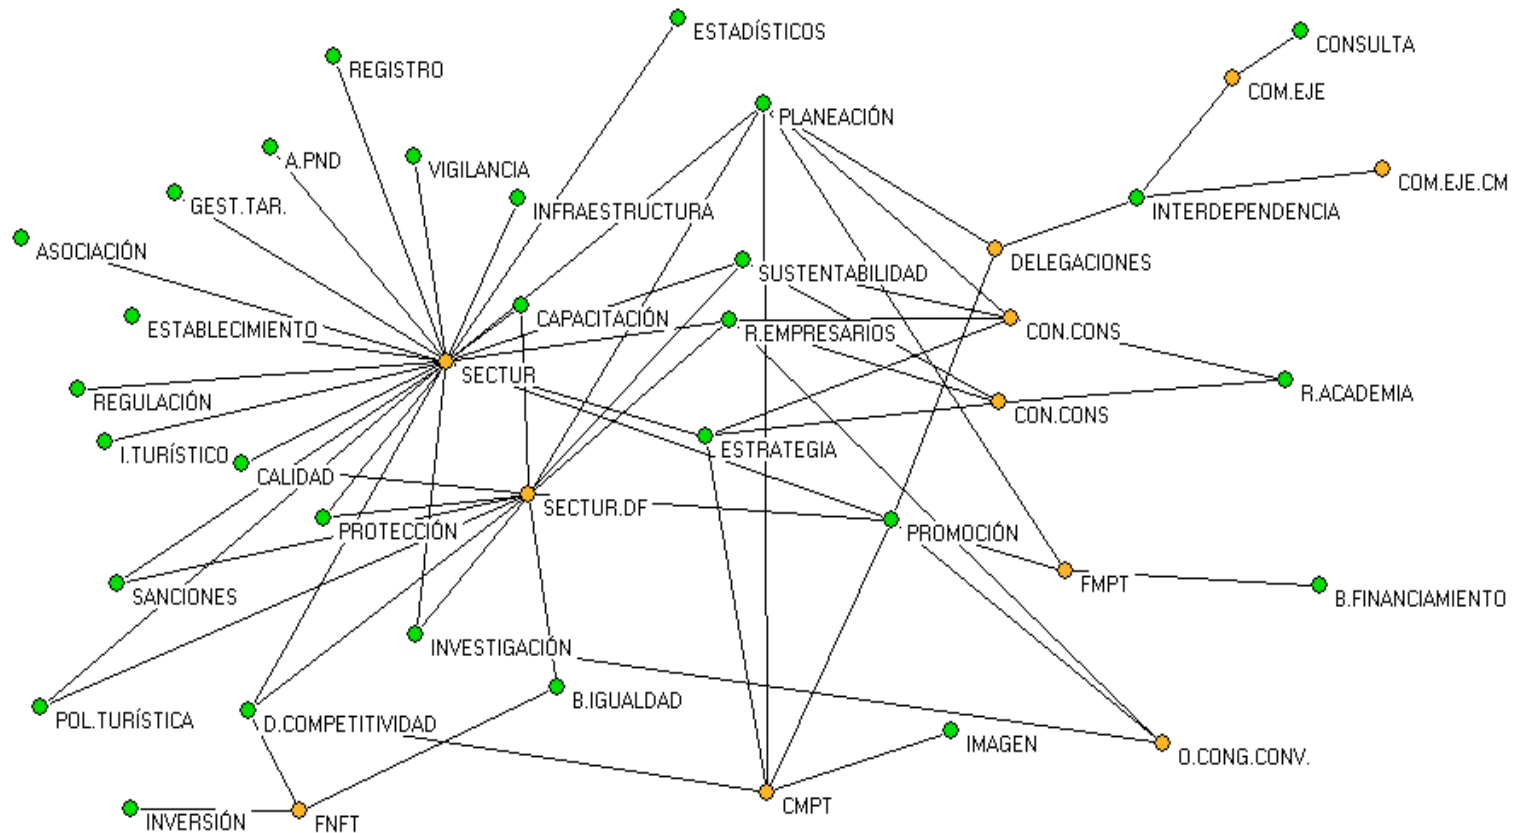 ESTADÍSTICOS
CONSULTA
REGISTRO
COM.EJE
PLANEACIÓN
A.PND
VIGILANCIA
COM.EJE.CM
GEST.TAR.
INFRAESTRUCTURA
INTERDEPENDENCIA
ASOCIACIÓN
DELEGACIONES
SUSTENTABILIDAD
CAPACITACIÓN
ESTABLECIMIENTO
R.EMPRESARIOS
CON.CONS
SECTUR
R.ACADEMIA
REGULACIÓN
CON.CONS
ESTRATEGIA
I.TURÍSTICO
CALIDAD
SECTUR.DF
PROTECCIÓN
PROMOCIÓN
FMPT
SANCIONES
B.FINANCIAMIENTO
INVESTIGACIÓN
B.IGUALDAD
POL.TURÍSTICA
D.COMPETITIVIDAD
IMAGEN
O.CONG.CONV.
CMPT
INVERSIÓN
FNFT